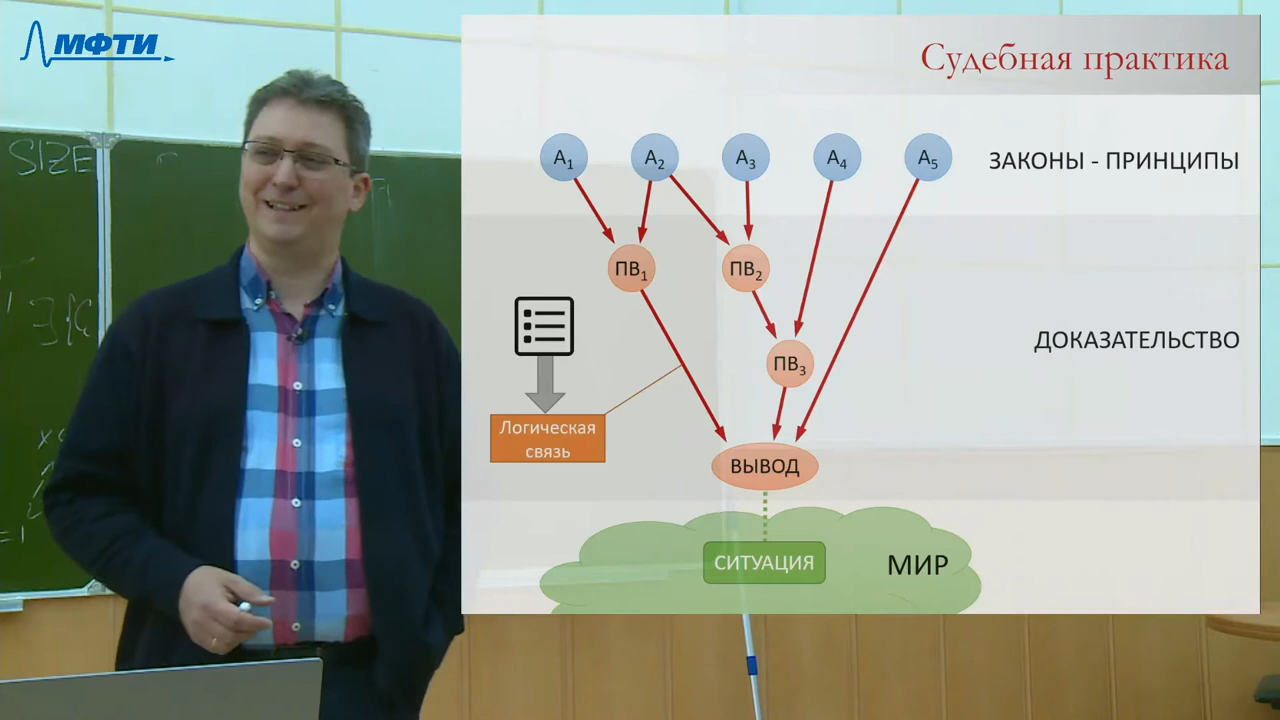 МФТИ
Судебная практика
A1 A2 A3 A4 A5 ЗАКОНЫ - ПРИНЦИПЫ
ПВ1 ПВ2
ДОКАЗАТЕЛЬСТВО
ПВ3
Логическая
связь
ВЫВОД
СИТУАЦИЯ
МИР
SIZE
=1